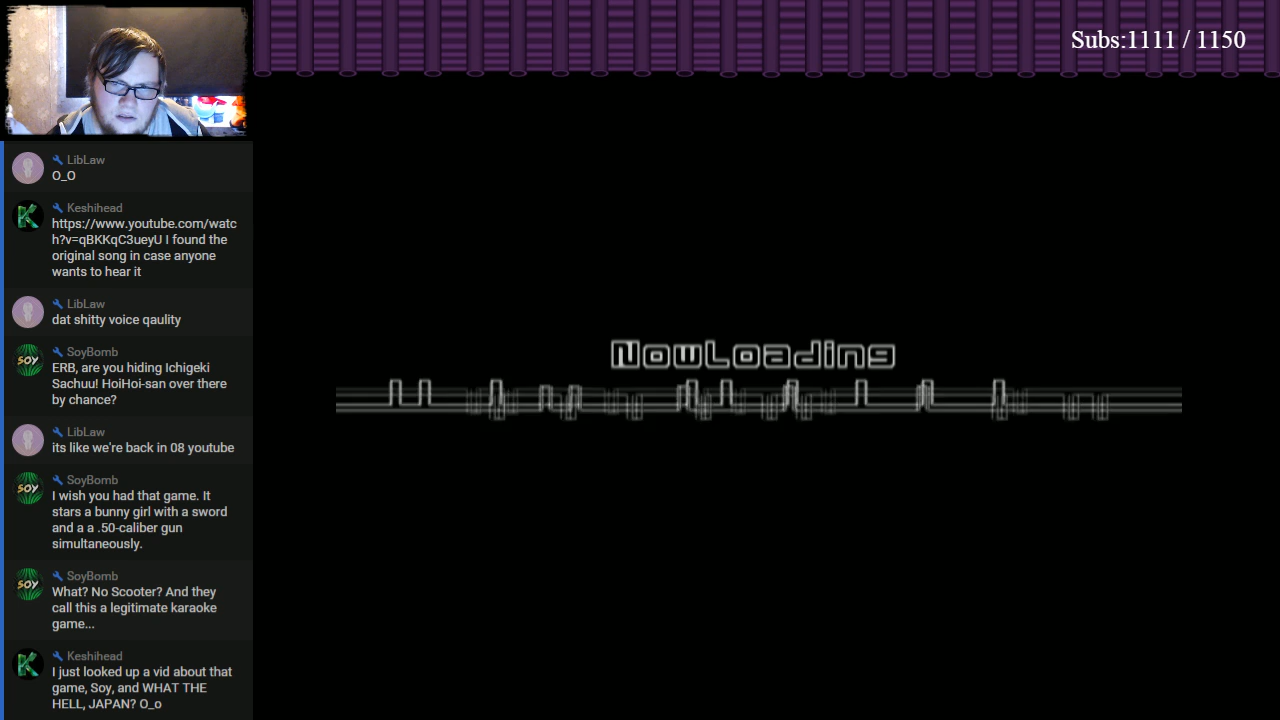 Subs:1111 / 1150
LibLaw
O_O
Keshihead
https://www.youtube.com/watc
h?v=qBKKqC3ueyU I found the
original song in case anyone
wants to hear it
LibLaw
dat shitty voice qaulity
SOY
SoyBomb
ERB, are you hiding Ichigeki
Sachuu! HoiHoi-san over there
by chance?
LibLaw
its like we're back in 08 youtube
SOY
SoyBomb
I wish you had that game. It
stars a bunny girl with a sword
and a a .50-caliber gun
simultaneously.
SOY
SoyBomb
What? No Scooter? And they
call this a legitimate karaoke
game...
K
Keshihead
I just looked up a vid about that
game, Soy, and WHAT THE
HELL, JAPAN? O_o
NowLoading